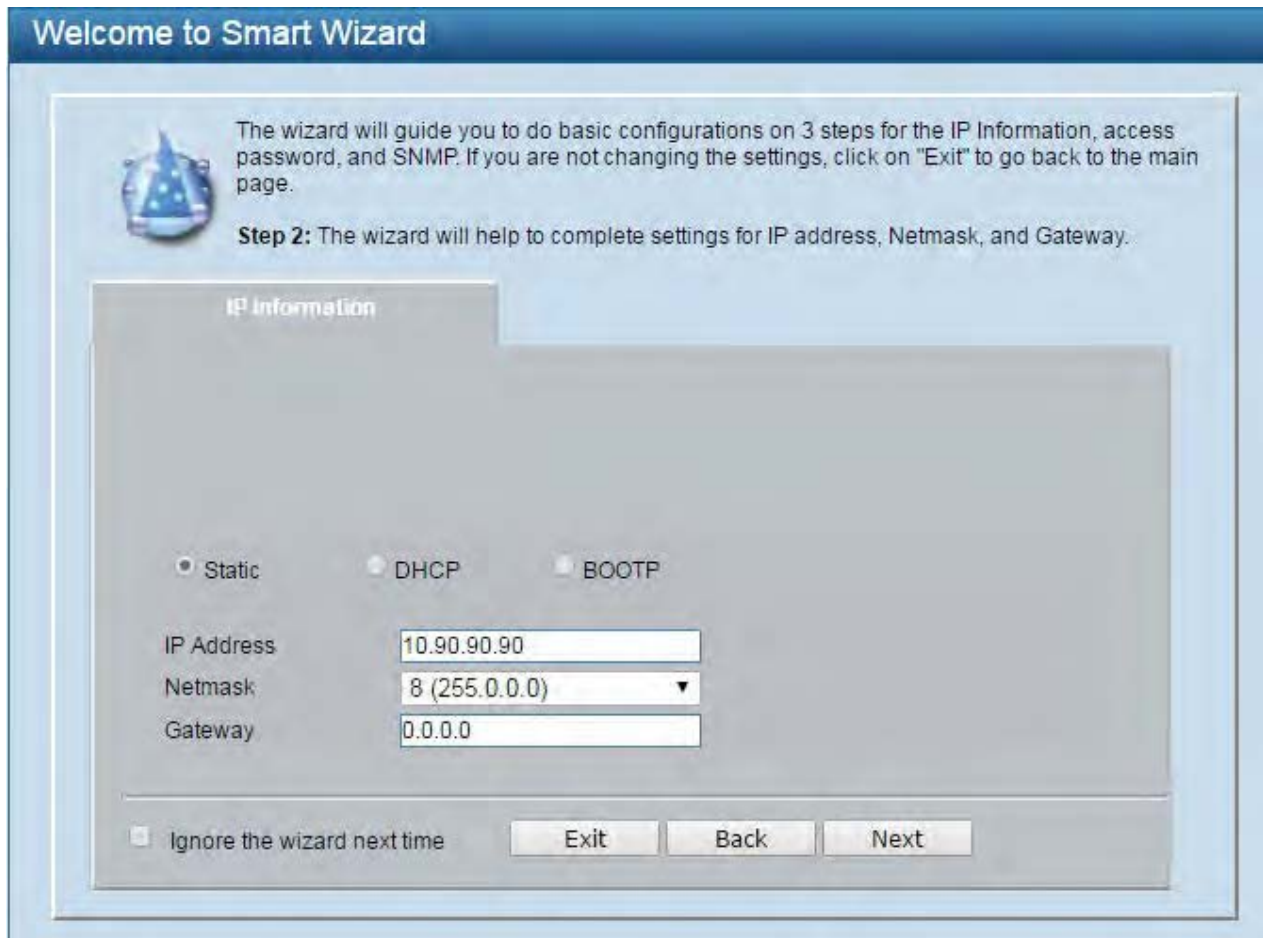 Welcome to Smart Wizard
The wizard will guide you to do basic configurations on 3 steps for the IP Information, access
password, and SNMP. If you are not changing the settings, click on "Exit" to go back to the main
page.
Step 2: The wizard will help to complete settings for IP address, Netmask, and Gateway.
IP Information
Static DHCP BOOTP
IP Address 10.90.90.90
Netmask 8 (255.0.0.0)
Gateway 0.0.0.0
Ignore the wizard next time Exit Back Next